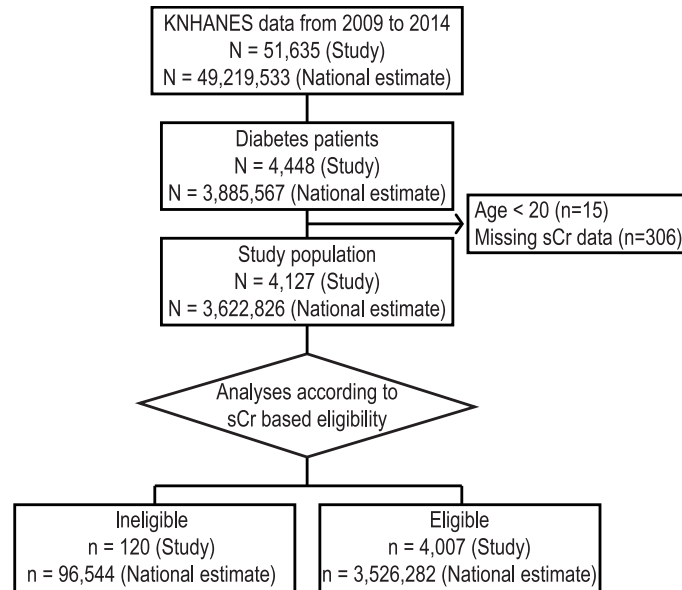 KNHANES data from 2009 to 2014
N = 51,635 (Study)
N = 49,219,533 (National estimate)
Diabetes patients
N = 4,448 (Study)
N = 3,885,567 (National estimate)
Age < 20 (n=15)
Missing sCr data (n=306)
Study population
N = 4,127 (Study)
N = 3,622,826 (National estimate)
Analyses according to
sCr based eligibility
Ineligible
n = 120 (Study)
n = 96,544 (National estimate)
Eligible
n = 4,007 (Study)
n = 3,526,282 (National estimate)